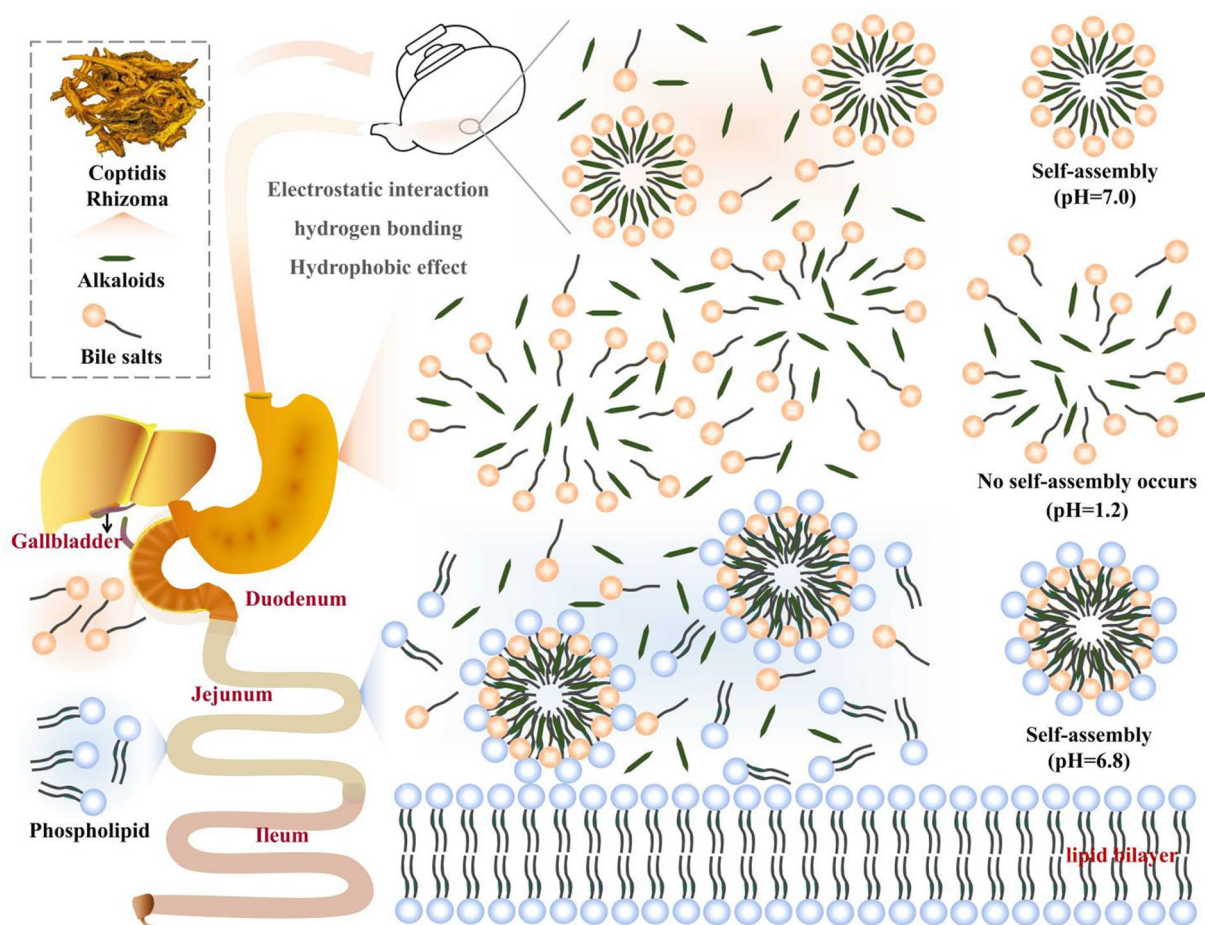 Coptidis
Rhizoma
Alkaloids
Bile salts
Electrostatic interaction
hydrogen bonding
Hydrophobic effect
Self-assembly
(pH=7.0)
No self-assembly occurs
(pH=1.2)
Gallbladder
Duodenum
Jejunum
Self-assembly
(pH=6.8)
Phospholipid
Ileum
lipid bilayer